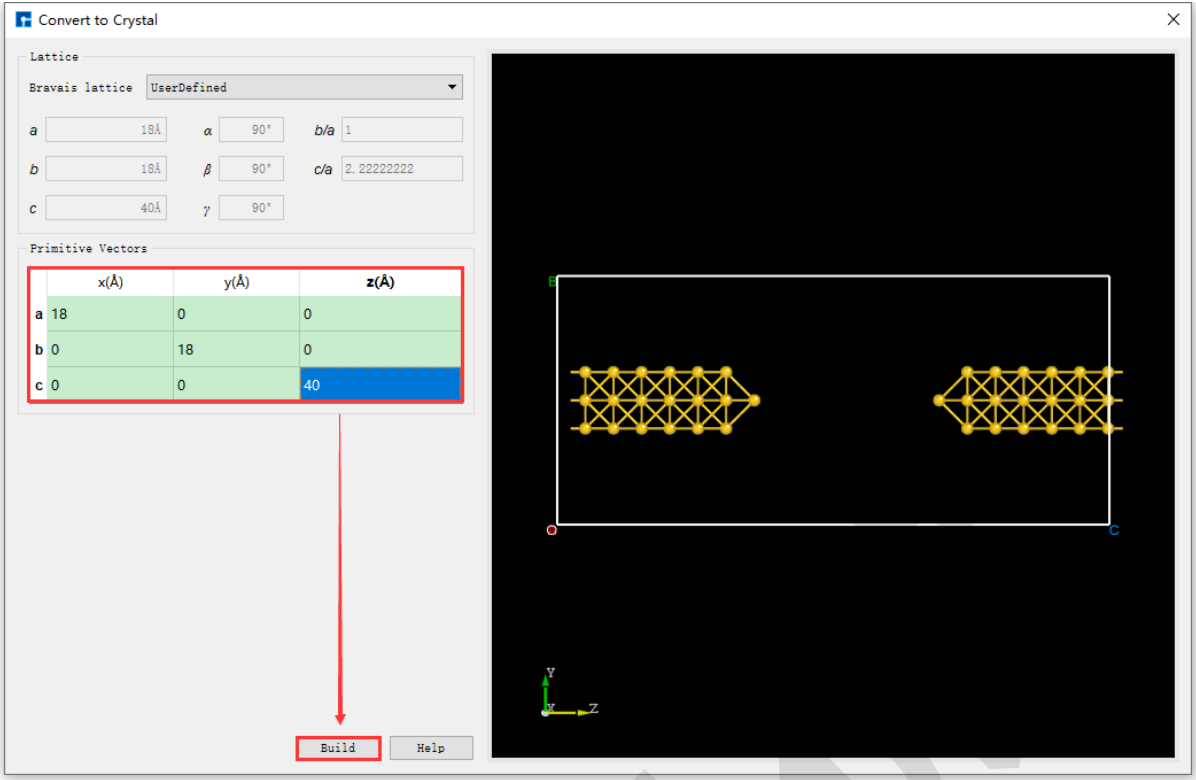 Convert to Crystal
Lattice
Bravais lattice UserDefined
a 18Å α 90° b/a 1
b 18Å β 90° c/a 2.22222222
c 40Å γ 90°
Primitive Vectors
x(Å) y(Å) z(Å)
a 18 0 0
b 0 18 0
c 0 0 40
Build Help
B
O C
Y
X Z